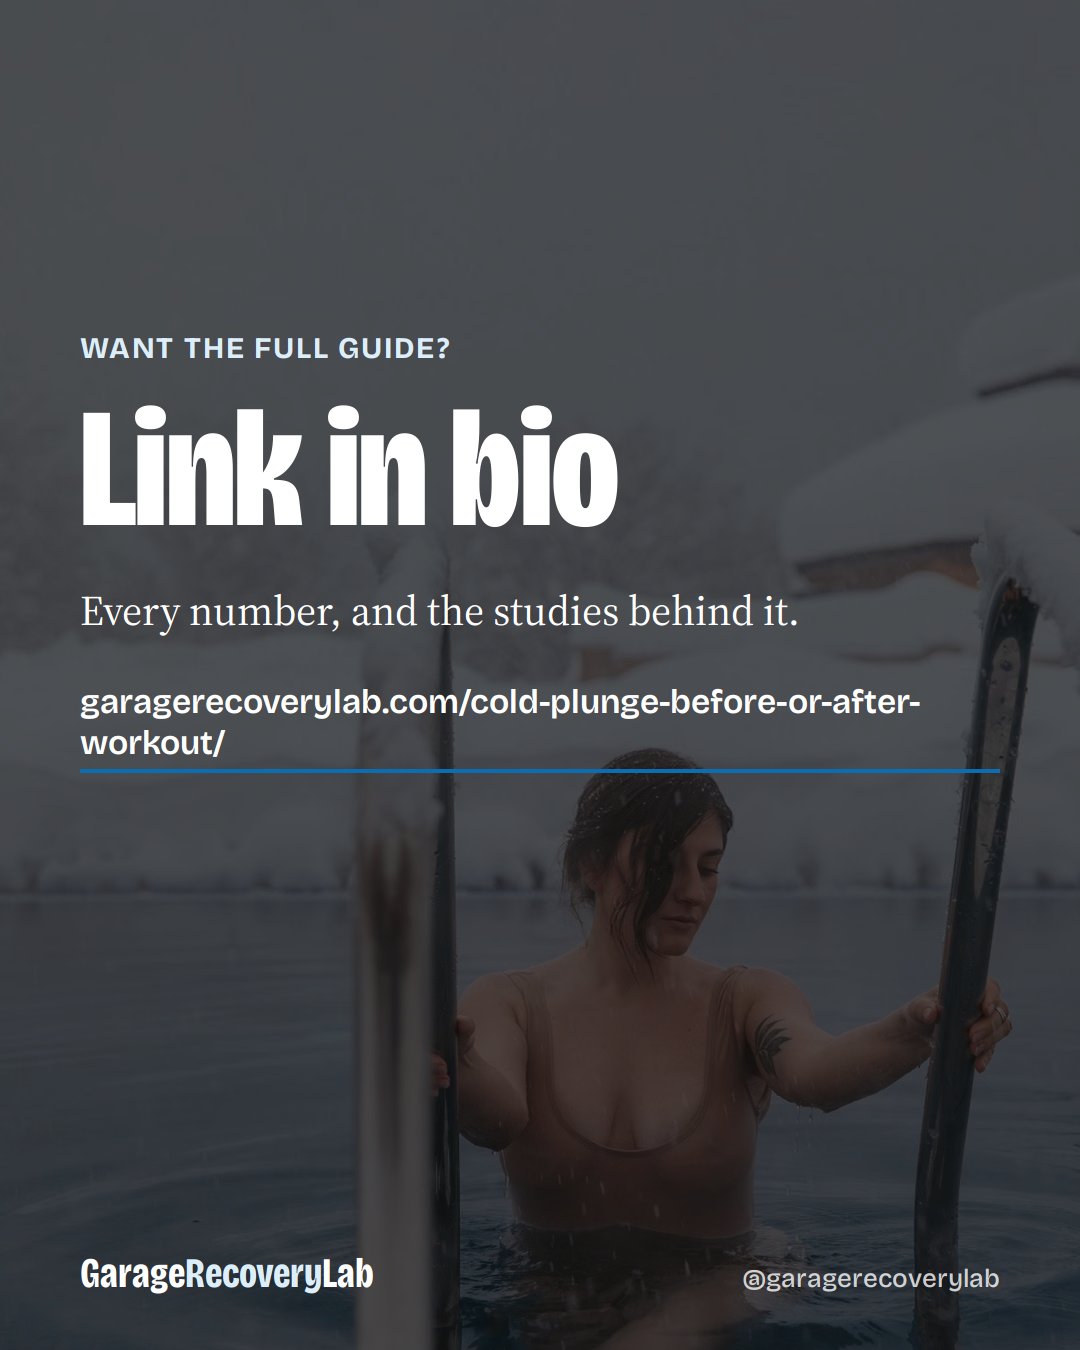 WANT THE FULL GUIDE?
Link in bio
Every number, and the studies behind it.
garagerecoverylab.com/cold-plunge-before-or-after-
workout/
GarageRecoveryLab
@garagerecoverylab